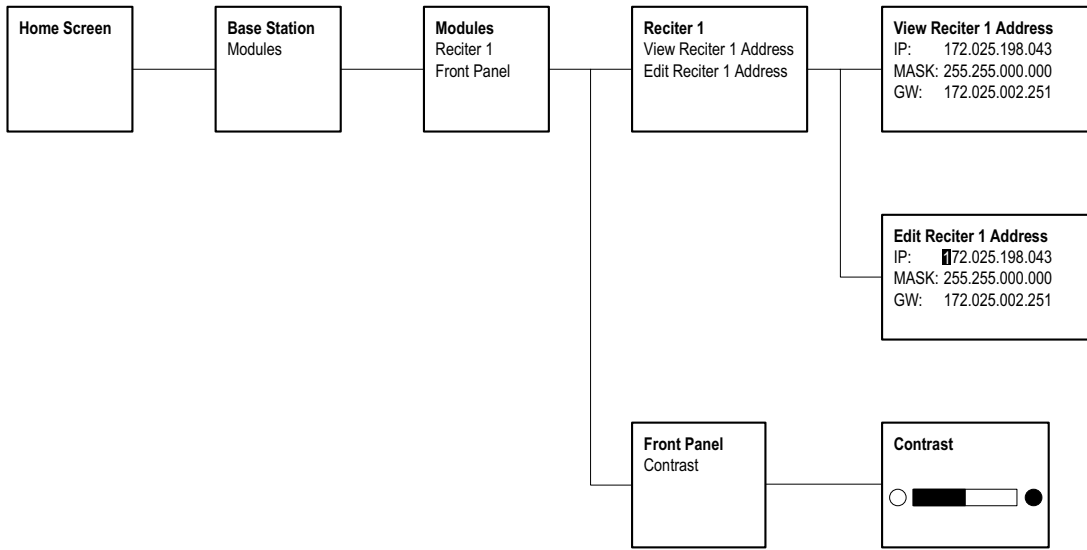 Home Screen
Base Station
Modules
Modules
Reciter 1
Front Panel
Reciter 1
View Reciter 1 Address
Edit Reciter 1 Address
View Reciter 1 Address
IP: 172.025.198.043
MASK: 255.255.000.000
GW: 172.025.002.251
Edit Reciter 1 Address
IP: 172.025.198.043
MASK: 255.255.000.000
GW: 172.025.002.251
Front Panel
Contrast
Contrast